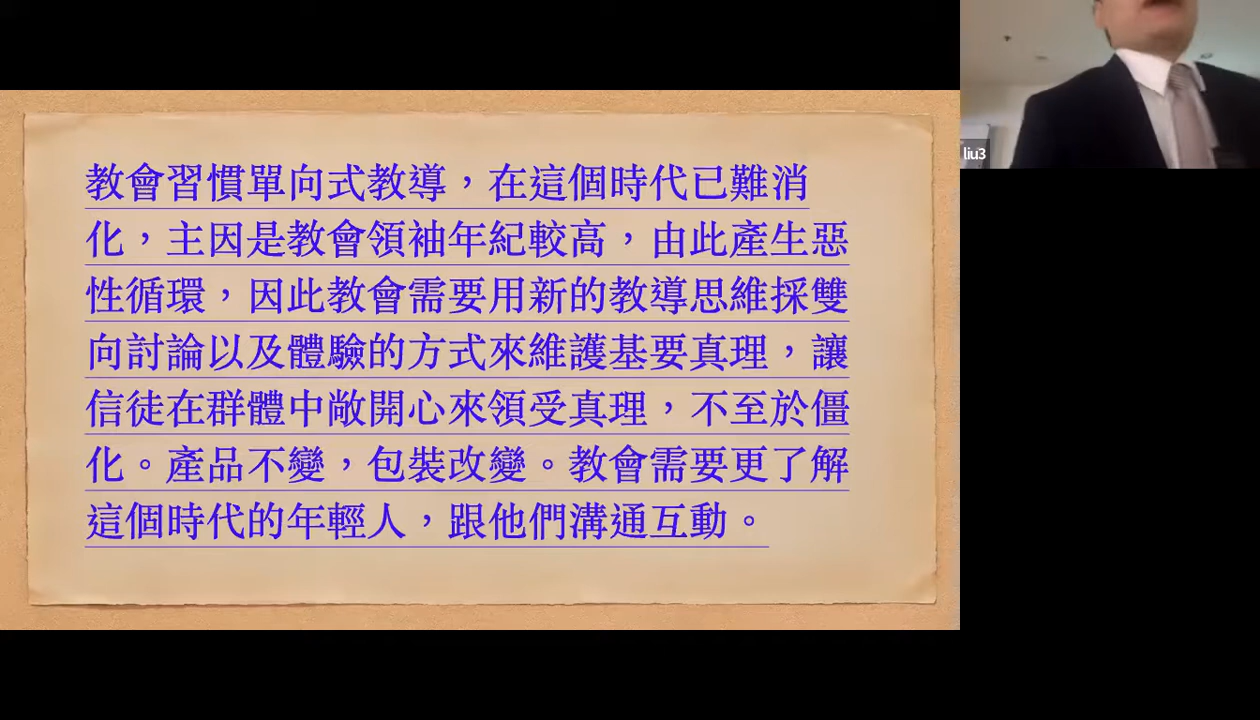 教會習慣單向式教導，在這個時代已難消
化，主因是教會領袖年紀較高，由此產生惡
性循環，因此教會需要用新的教導思維採雙
向討論以及體驗的方式來維護基要真理，讓
信徒在群體中敞開心來領受真理，不至於僵
化。產品不變，包裝改變。教會需要更了解
這個時代的年輕人，跟他們溝通互動。
liu3